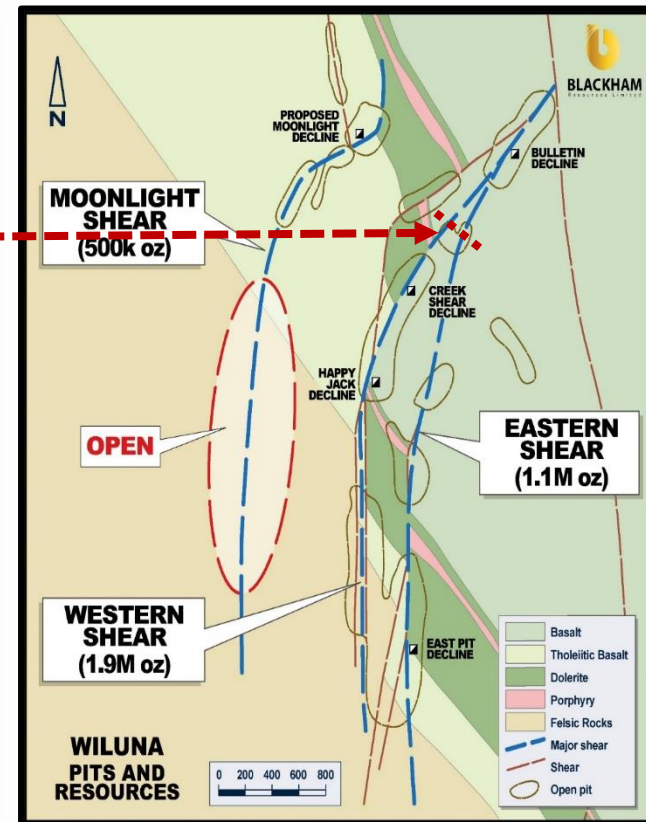 BLACKHAM
Resources Limited
N
PROPOSED
MOONLIGHT
DECLINE
BULLETIN
DECLINE
MOONLIGHT
SHEAR
(500k oz)
CREEK
SHEAR
DECLINE
HAPPY
JACK
DECLINE
OPEN
EASTERN
SHEAR
(1.1M oz)
WESTERN
SHEAR
(1.9M oz)
EAST PIT
DECLINE
WILUNA
PITS AND
RESOURCES
0 200 400 600 800
Basalt
Tholeiitic Basalt
Dolerite
Porphyry
Felsic Rocks
Major shear
Shear
Open pit